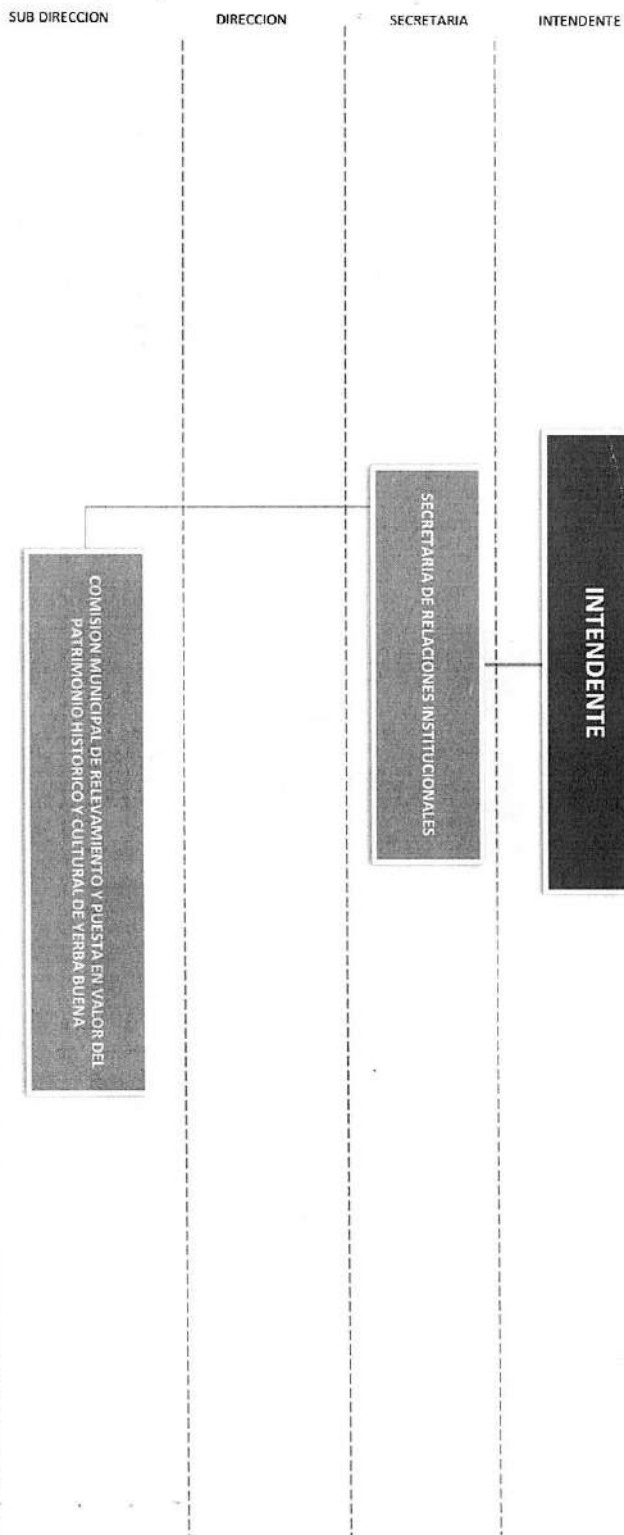 SUB DIRECCION
DIRECCION
SECRETARIA
INTENDENTE
INTENDENTE
SECRETARIA DE RELACIONES INSTITUCIONALES
COMISION MUNICIPAL DE RELEVAMIENTO Y PUESTA EN VALOR DEL
PATRIMONIO HISTORICO Y CULTURAL DE YERBA BUENA